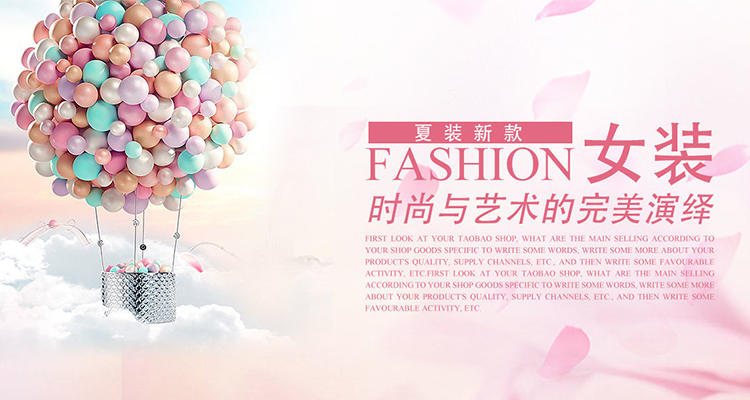 夏装新款
FASHION 女装
时尚与艺术的完美演绎
FIRST LOOK AT YOUR TAOBAO SHOP, WHAT ARE THE MAIN SELLING ACCORDING TO
YOUR SHOP GOODS SPECIFIC TO WRITE SOME WORDS, WRITE SOME MORE ABOUT YOUR
PRODUCT'S QUALITY, SUPPLY CHANNELS, ETC., AND THEN WRITE SOME FAVOURABLE
ACTIVITY, ETC.FIRST LOOK AT YOUR TAOBAO SHOP, WHAT ARE THE MAIN SELLING
ACCORDING TO YOUR SHOP GOODS SPECIFIC TO WRITE SOME WORDS, WRITE SOME MORE
ABOUT YOUR PRODUCT'S QUALITY, SUPPLY CHANNELS, ETC., AND THEN WRITE SOME
FAVOURABLE ACTIVITY, ETC.